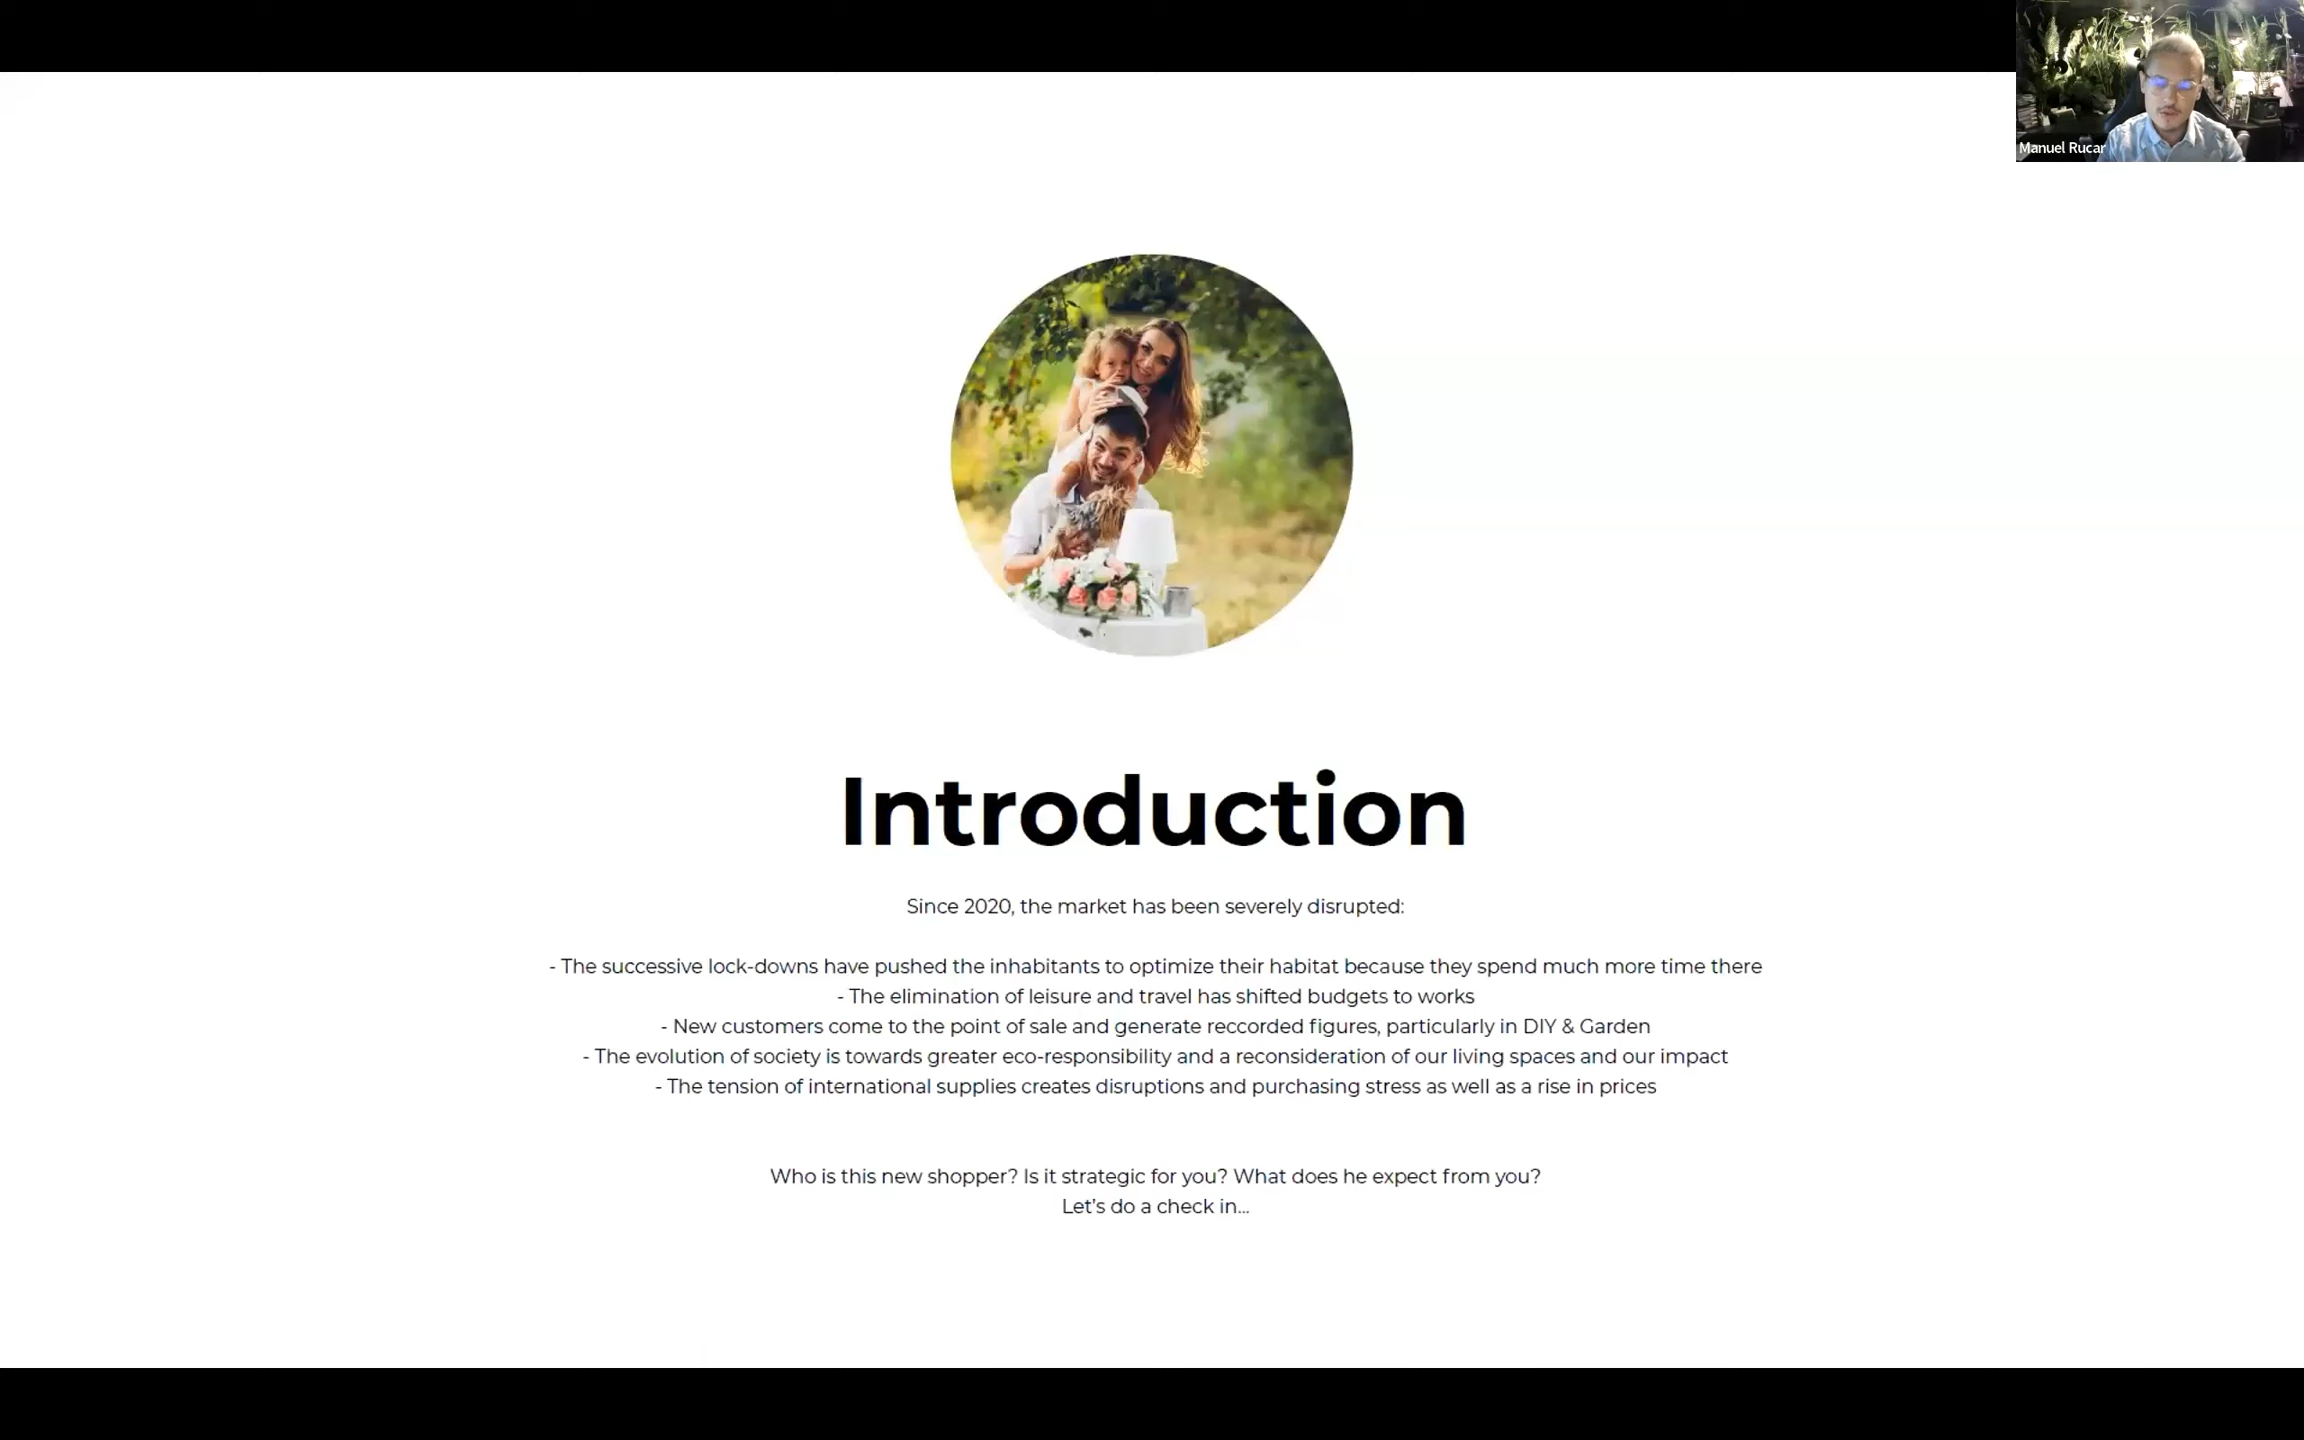 Manuel Rucar
Introduction
Since 2020, the market has been severely disrupted:
- The successive lock-downs have pushed the inhabitants to optimize their habitat because they spend much more time there
- The elimination of leisure and travel has shifted budgets to works
- New customers come to the point of sale and generate reccorded figures, particularly in DIY & Garden
- The evolution of society is towards greater eco-responsibility and a reconsideration of our living spaces and our impact
- The tension of international supplies creates disruptions and purchasing stress as well as a rise in prices
Who is this new shopper? Is it strategic for you? What does he expect from you?
Let's do a check in...